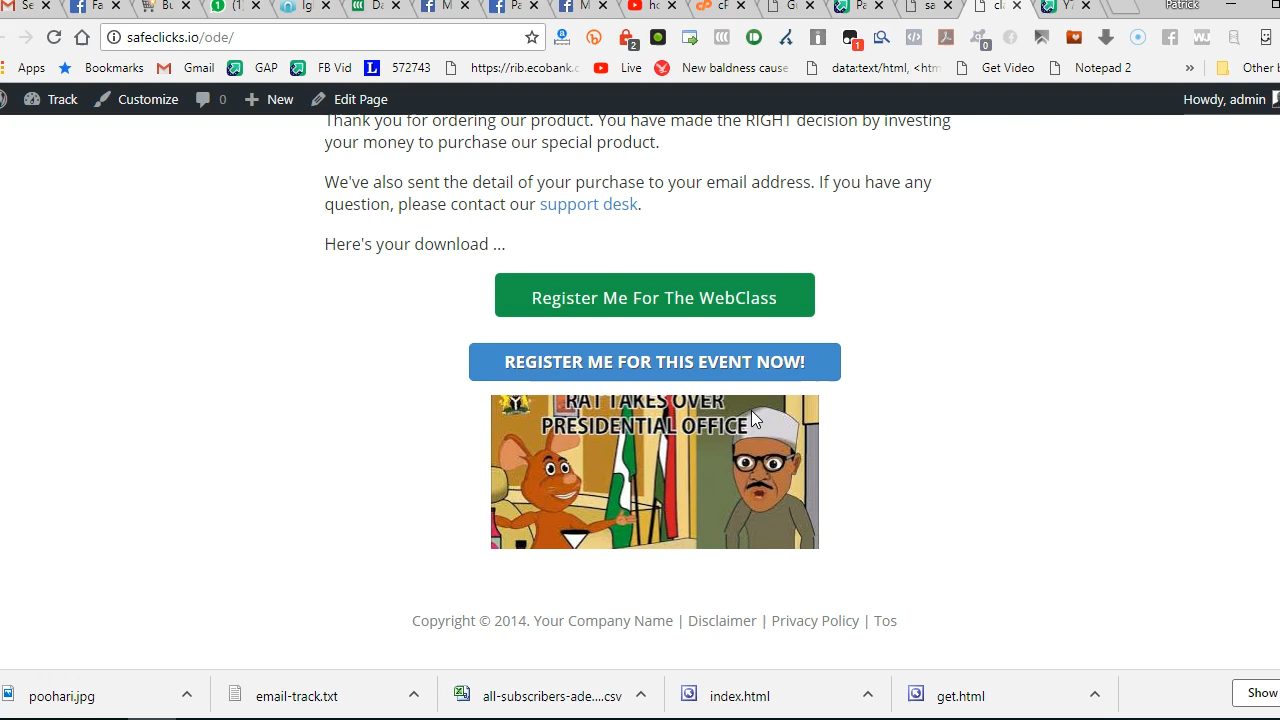 Patrick
safeclicks.io/ode/
Apps Bookmarks Gmail GAP FB Vid 572743 https://rib.ecobank.c Live New baldness cause data:text/html, <htm Get Video Notepad 2 » Other b
Track Customize 0 New Edit Page Howdy, admin
Thank you for ordering our product. You have made the RIGHT decision by investing
your money to purchase our special product.
We've also sent the detail of your purchase to your email address. If you have any
question, please contact our support desk.
Here's your download ...
Register Me For The WebClass
REGISTER ME FOR THIS EVENT NOW!
RAT TAKES OVER
PRESIDENTIAL OFFICE
Copyright © 2014. Your Company Name | Disclaimer | Privacy Policy | Tos
poohari.jpg email-track.txt all-subscribers-ade....csv index.html get.html Show